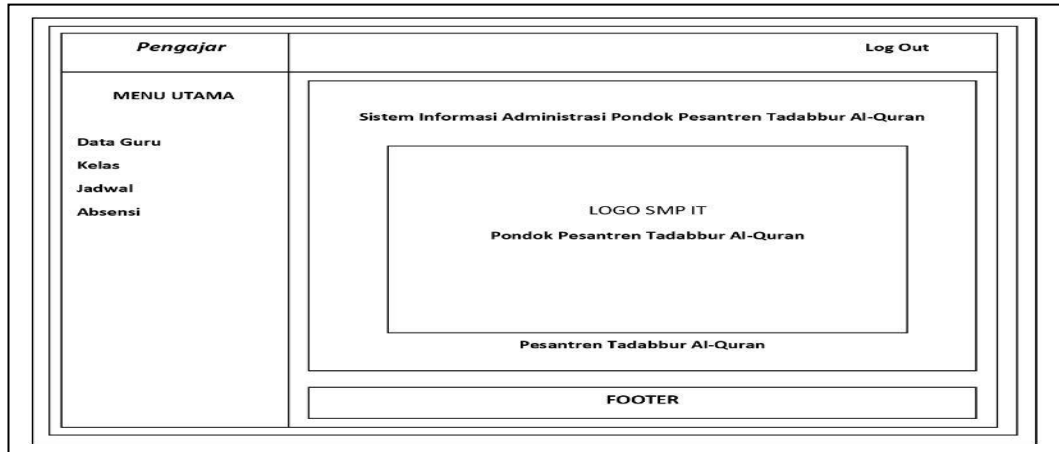 Pengajar
Log Out
MENU UTAMA
Data Guru
Kelas
Jadwal
Absensi
Sistem Informasi Administrasi Pondok Pesantren Tadabbur Al-Quran
LOGO SMP IT
Pondok Pesantren Tadabbur Al-Quran
Pesantren Tadabbur Al-Quran
FOOTER